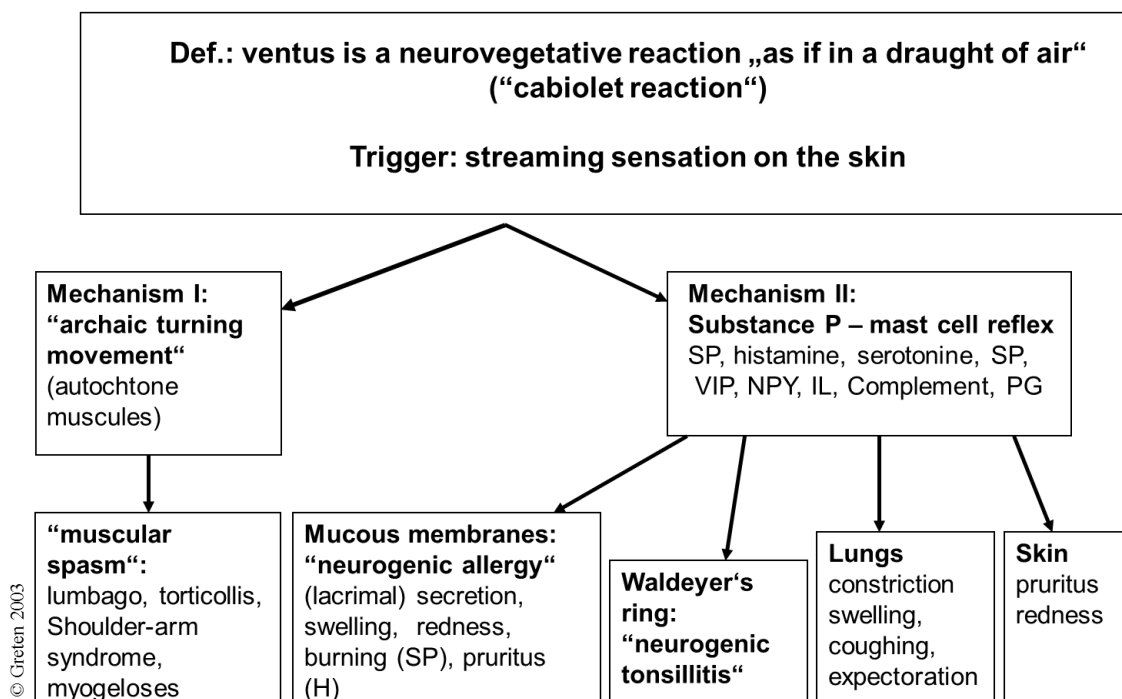 Def.: ventus is a neurovegetative reaction „as if in a draught of air“
(“cabiolet reaction“)
Trigger: streaming sensation on the skin
Mechanism I:
“archaic turning
movement“
(autochtone
muscules)
Mechanism II:
Substance P – mast cell reflex
SP, histamine, serotonine, SP,
VIP, NPY, IL, Complement, PG
“muscular
spasm“:
lumbago, torticollis,
Shoulder-arm
syndrome,
myogeloses
Mucous membranes:
“neurogenic allergy“
(lacrimal) secretion,
swelling, redness,
burning (SP), pruritus
(H)
Waldeyer‘s
ring:
“neurogenic
tonsillitis“
Lungs
constriction
swelling,
coughing,
expectoration
Skin
pruritus
redness
© Greten 2003